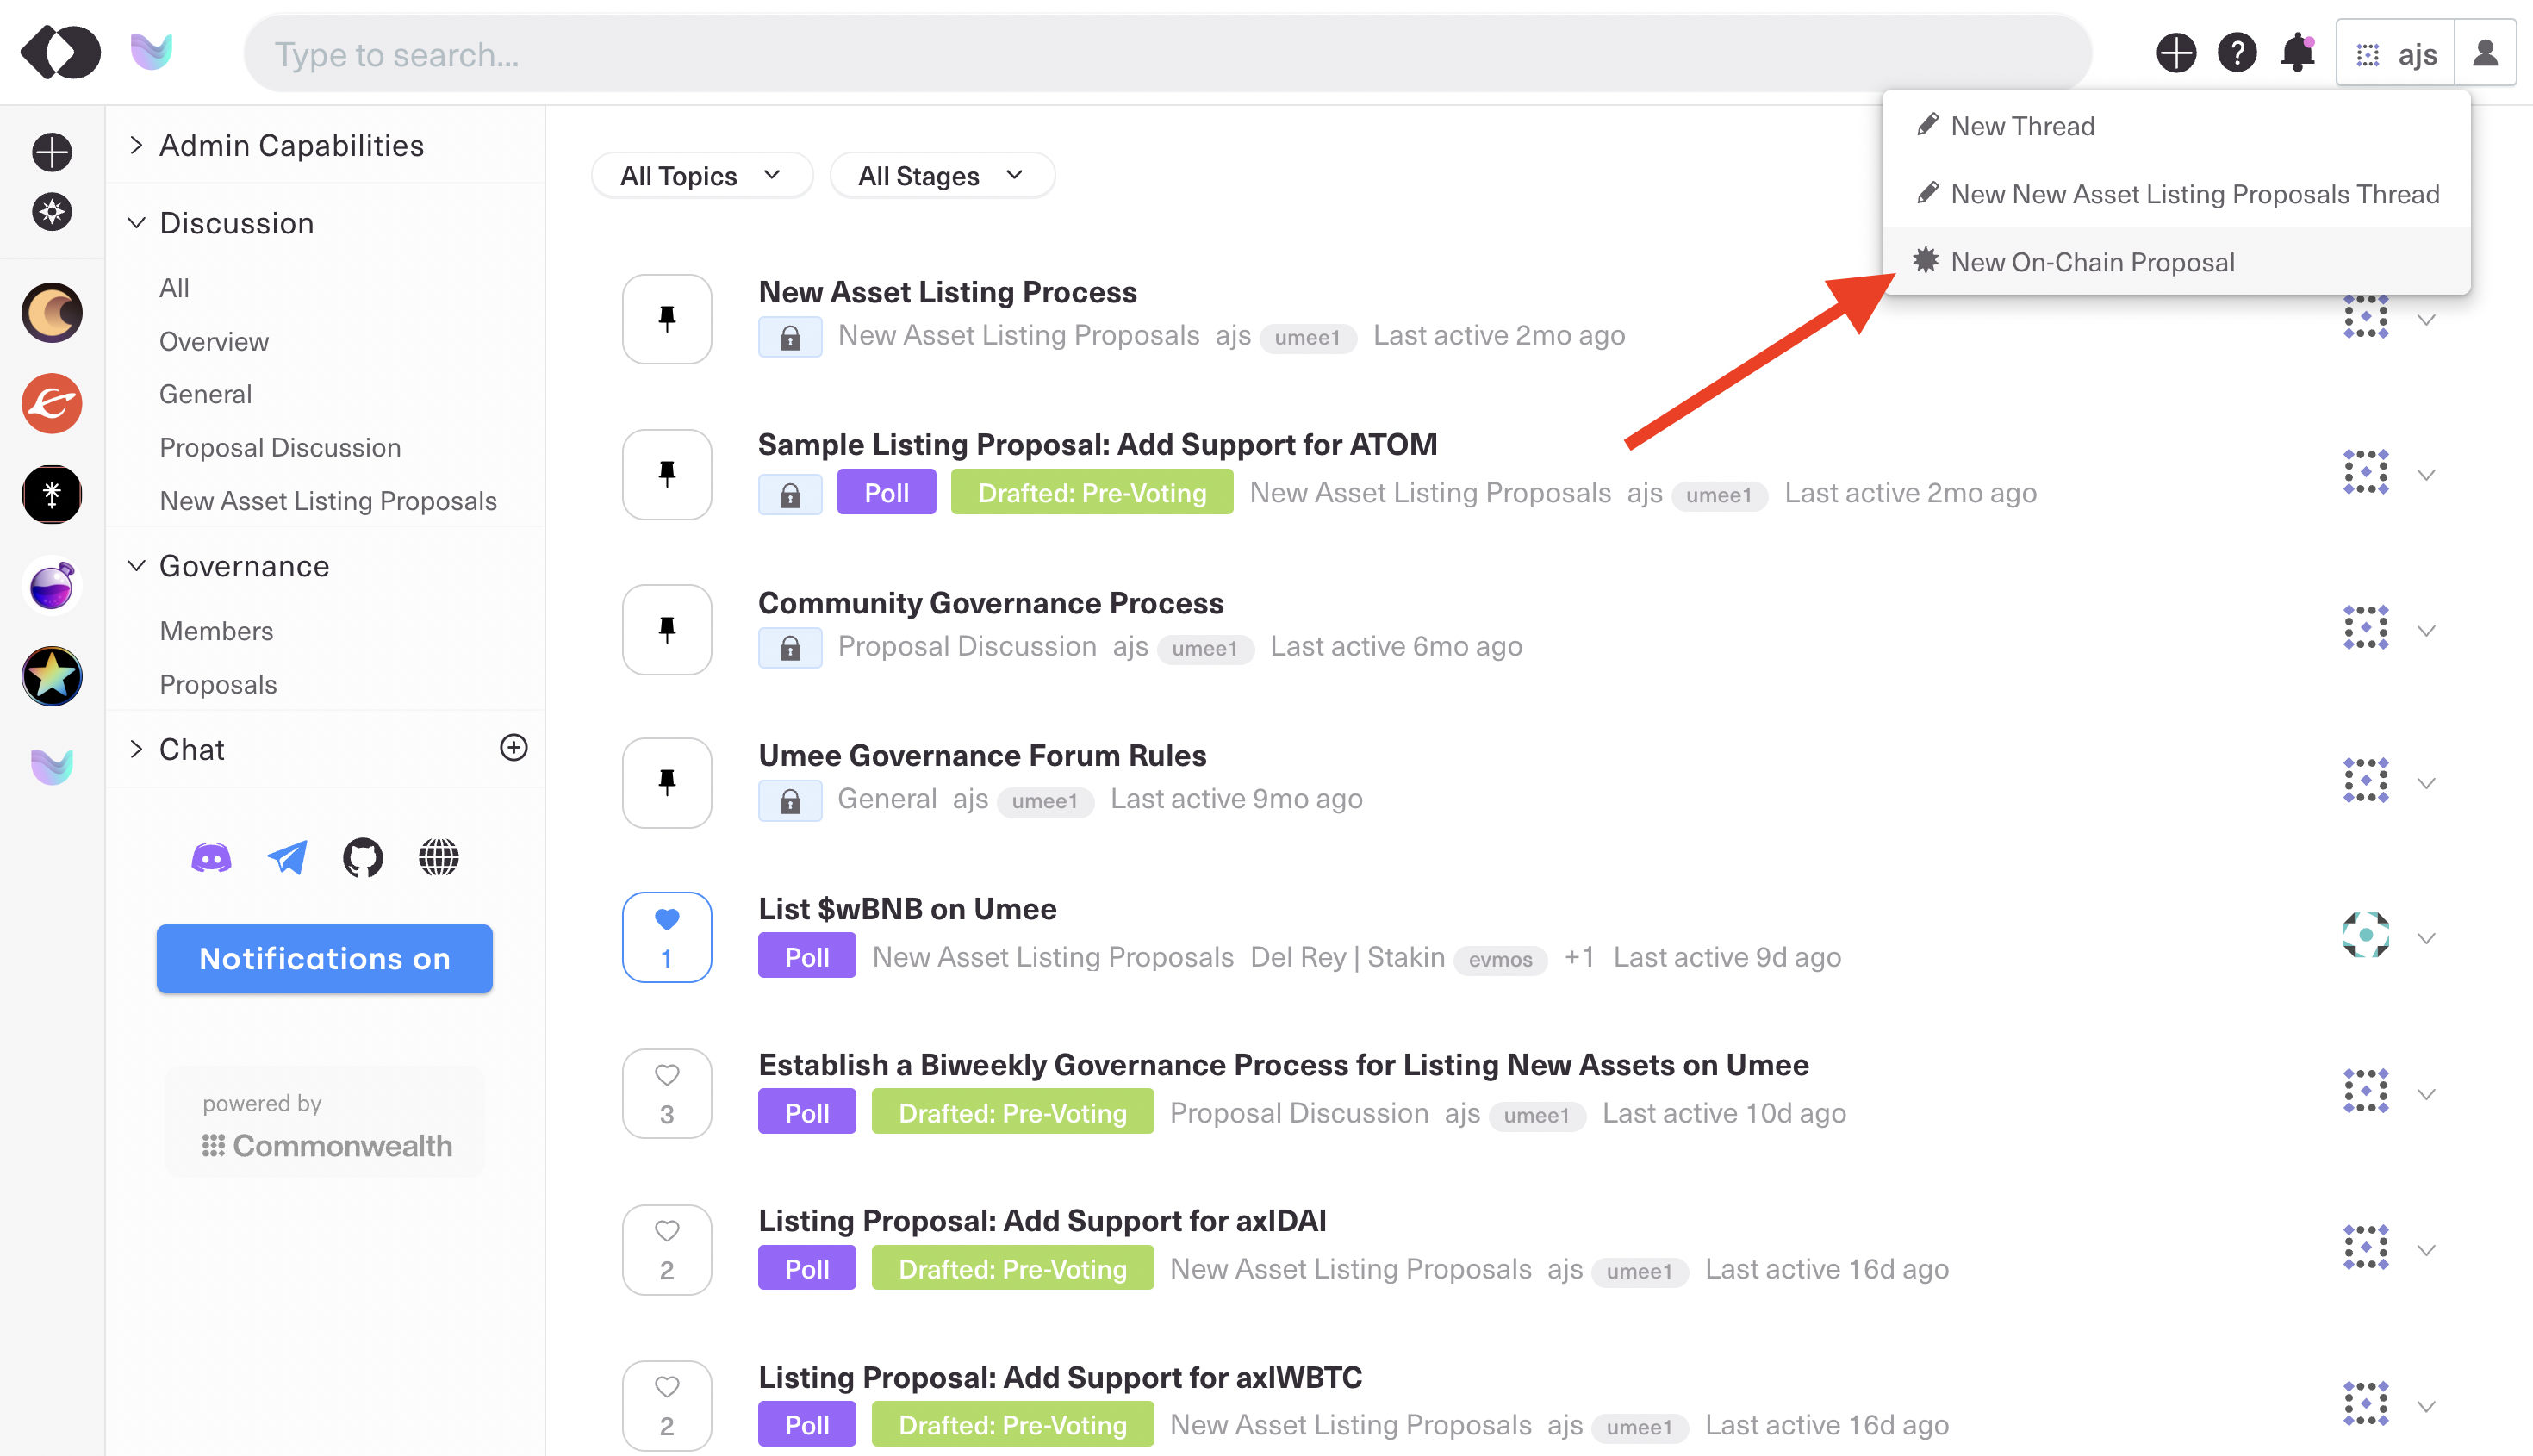 Type to search...
ajs
New Thread
New New Asset Listing Proposals Thread
New On-Chain Proposal
Admin Capabilities
Discussion
All
Overview
General
Proposal Discussion
New Asset Listing Proposals
Governance
Members
Proposals
Chat
Notifications on
powered by
Commonwealth
All Topics
All Stages
New Asset Listing Process
New Asset Listing Proposals ajs umee1 Last active 2mo ago
Sample Listing Proposal: Add Support for ATOM
Poll Drafted: Pre-Voting New Asset Listing Proposals ajs umee1 Last active 2mo ago
Community Governance Process
Proposal Discussion ajs umee1 Last active 6mo ago
Umee Governance Forum Rules
General ajs umee1 Last active 9mo ago
List $wBNB on Umee
1 Poll New Asset Listing Proposals Del Rey | Stakin evmos +1 Last active 9d ago
Establish a Biweekly Governance Process for Listing New Assets on Umee
3 Poll Drafted: Pre-Voting Proposal Discussion ajs umee1 Last active 10d ago
Listing Proposal: Add Support for axlDAI
2 Poll Drafted: Pre-Voting New Asset Listing Proposals ajs umee1 Last active 16d ago
Listing Proposal: Add Support for axlWBTC
2 Poll Drafted: Pre-Voting New Asset Listing Proposals ajs umee1 Last active 16d ago